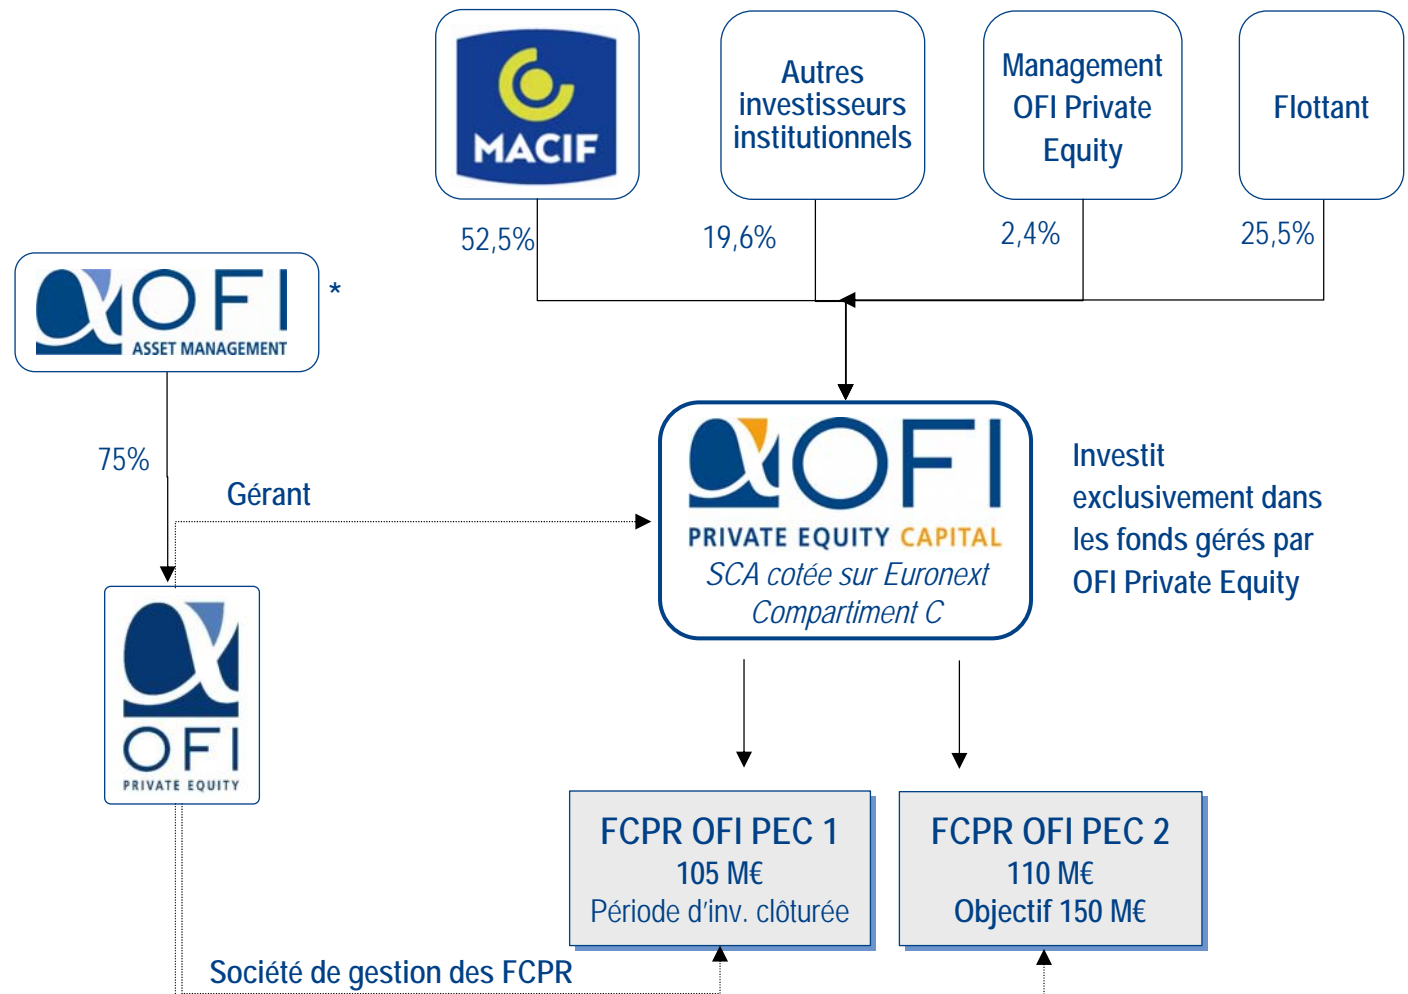 MACIF
Autres
investisseurs
institutionnels
Management
OFI Private
Equity
Flottant
52,5%
19,6%
2,4%
25,5%
OFI
ASSET MANAGEMENT
*
75%
Gérant
OFI
PRIVATE EQUITY CAPITAL
SCA cotée sur Euronext
Compartiment C
Investit
exclusivement dans
les fonds gérés par
OFI Private Equity
OFI
PRIVATE EQUITY
FCPR OFI PEC 1
105 M€
Période d'inv. clôturée
FCPR OFI PEC 2
110 M€
Objectif 150 M€
Société de gestion des FCPR